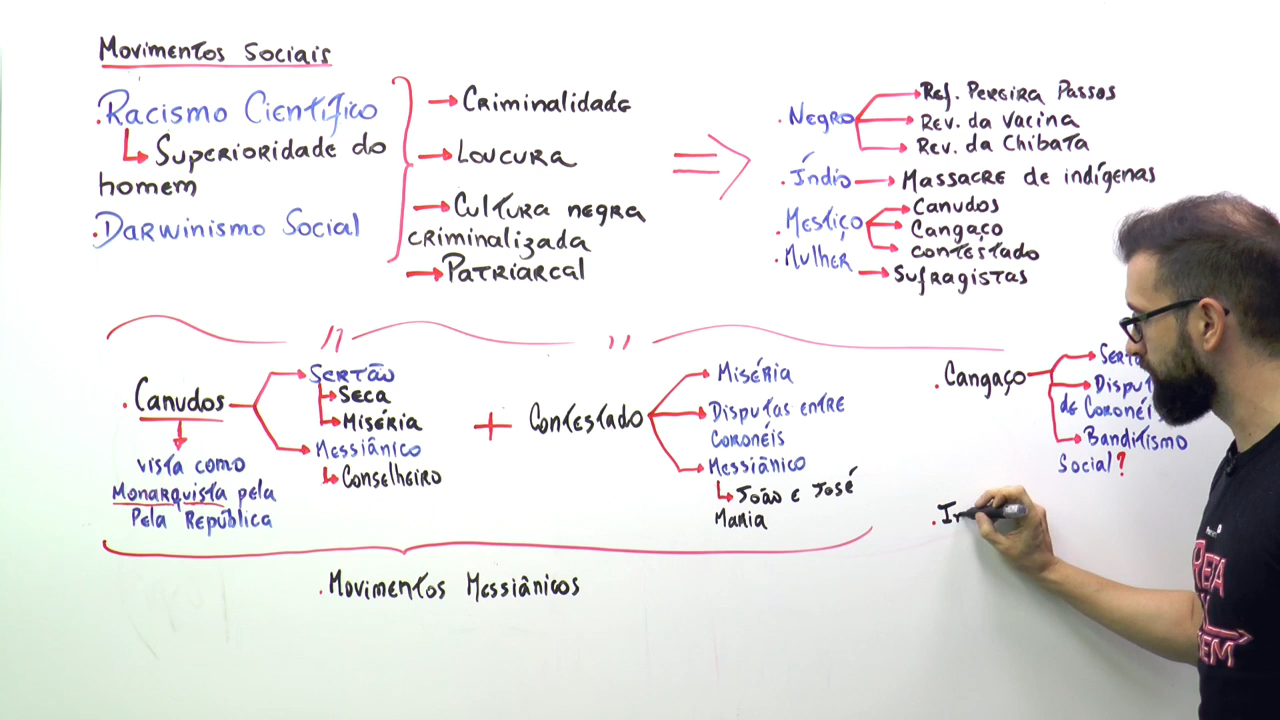 Movimentos Sociais
.Racismo Científico
Superioridade do
homem
.Darwinismo Social
Criminalidade
Loucura
Cultura negra
criminalizada
Patriarcal
.Negro
Ref. Pereira Passos
Rev. da Vacina
Rev. da Chibata
.Índio
Massacre de indígenas
.Mestiço
Canudos
Cangaço
Contestado
.Mulher
Sufragistas
.Canudos
vista como
Monarquista pela
Pela República
Sertão
Seca
Miséria
Messiânico
Conselheiro
+
Contestado
Miséria
Disputas entre
Coronéis
Messiânico
João e José
Maria
.Movimentos Messiânicos
.Cangaço
de
Banditismo
Social?